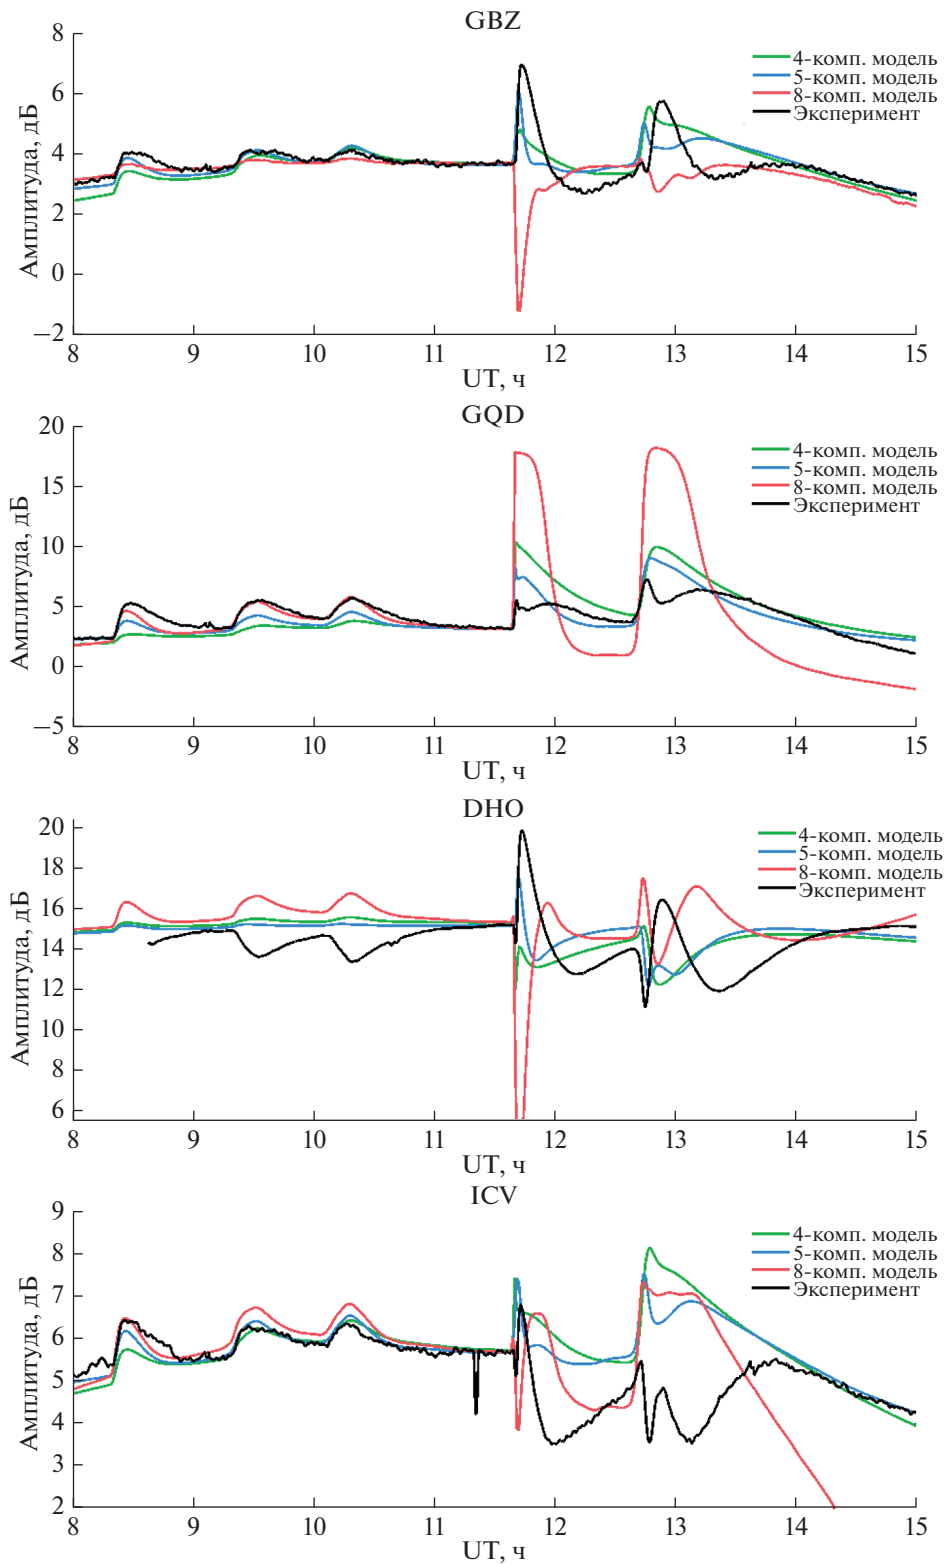 GBZ
8
6
4
2
0
−2
Амплитуда, дБ
4-комп. модель
5-комп. модель
8-комп. модель
Эксперимент
8 9 10 11 12 13 14 15
UT, ч
GQD
20
15
10
5
0
−5
Амплитуда, дБ
4-комп. модель
5-комп. модель
8-комп. модель
Эксперимент
8 9 10 11 12 13 14 15
UT, ч
DHO
20
18
16
14
12
10
8
6
Амплитуда, дБ
4-комп. модель
5-комп. модель
8-комп. модель
Эксперимент
8 9 10 11 12 13 14 15
UT, ч
ICV
9
8
7
6
5
4
3
2
Амплитуда, дБ
4-комп. модель
5-комп. модель
8-комп. модель
Эксперимент
8 9 10 11 12 13 14 15
UT, ч